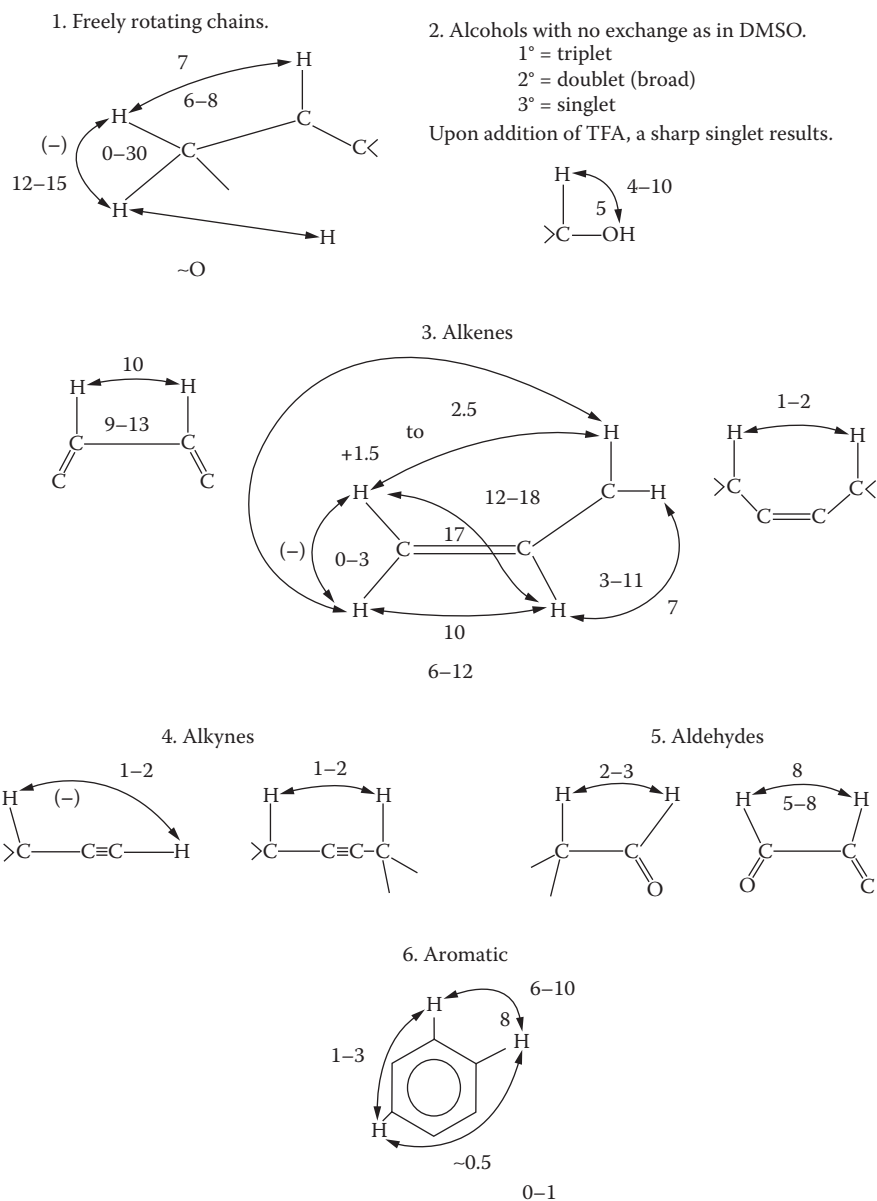 1. Freely rotating chains.
7
H
6–8
H
(–)
0–30
C
C
C
12–15
H
H
~O
2. Alcohols with no exchange as in DMSO.
1° = triplet
2° = doublet (broad)
3° = singlet
Upon addition of TFA, a sharp singlet results.
H
4–10
5
C
OH
3. Alkenes
10
H
H
9–13
C
C
C
C
2.5
to
+1.5
H
H
12–18
C
H
(–)
0–3
C
17
C
3–11
H
H
7
10
6–12
1–2
H
H
C
C
C
C
4. Alkynes
1–2
H
(–)
C
C≡C
H
1–2
H
H
C
C≡C
C
5. Aldehydes
2–3
H
H
C
C
O
8
H
5–8
H
C
C
O
C
6. Aromatic
6–10
H
8
H
1–3
H
~0.5
0–1